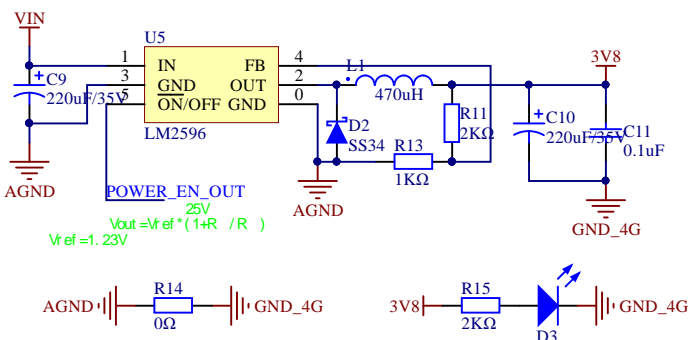 VIN
U5
1 IN FB 4
3 GND OUT 2
5 ON/OFF GND 0
LM2596
C9
220uF/35V
AGND
POWER_EN_OUT
25V
Vout=Vref*(1+R /R )
Vref=1.23V
L1
470uH
D2
SS34
R13
1KΩ
R11
2KΩ
AGND
3V8
C10
220uF/35V
C11
0.1uF
GND_4G
AGND
R14
0Ω
GND_4G
3V8
R15
2KΩ
D3
GND_4G